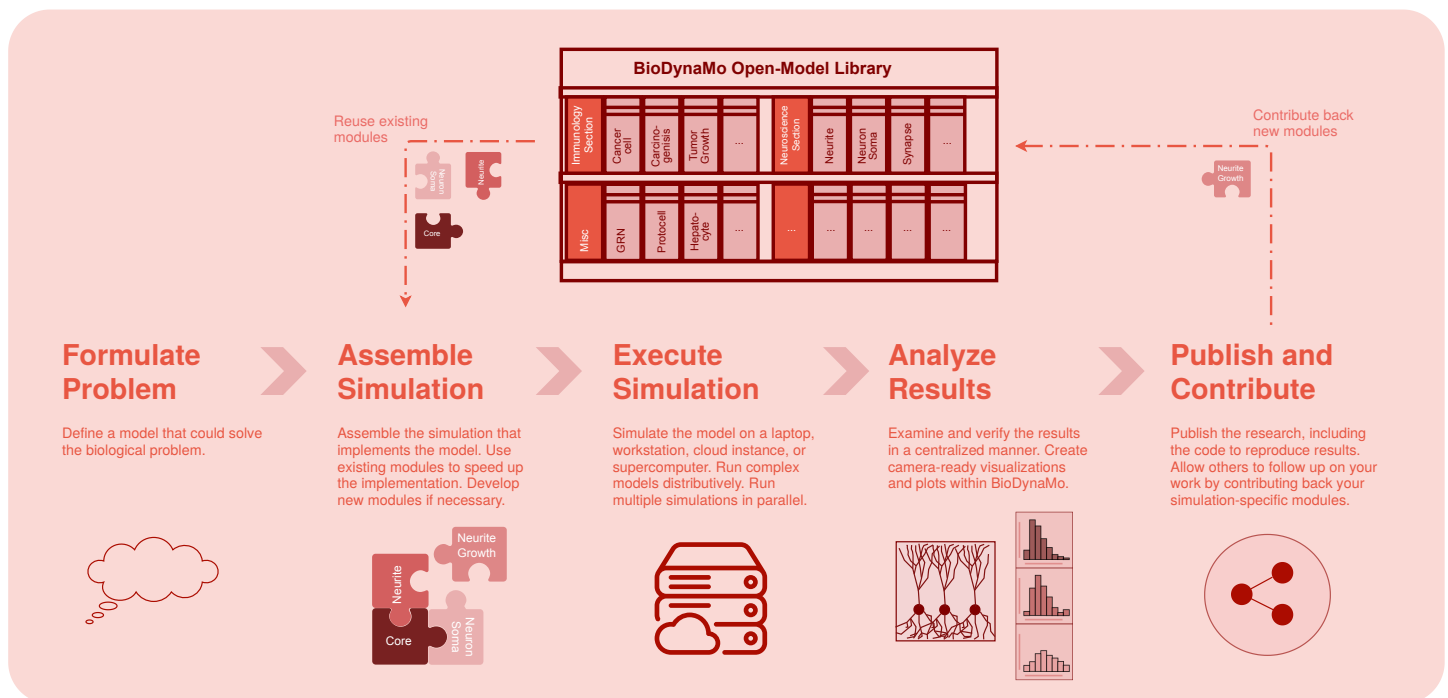 BioDynaMo Open-Model Library
Immunology
Section
Cancer
cell
Carcino-
genisis
Tumor
Growth
...
Neuroscience
Section
Neurite
Neuron
Soma
Synapse
...
Misc
GRN
Protocell
Hepato-
cyte
...
...
...
...
...
...
Reuse existing
modules
Neuron
Soma
Neurite
Core
Contribute back
new modules
Neurite
Growth
Formulate
Problem
Define a model that could solve
the biological problem.
Assemble
Simulation
Assemble the simulation that
implements the model. Use
existing modules to speed up
the implementation. Develop
new modules if necessary.
Neurite
Growth
Neurite
Core
Neuron
Soma
Execute
Simulation
Simulate the model on a laptop,
workstation, cloud instance, or
supercomputer. Run complex
models distributively. Run
multiple simulations in parallel.
Analyze
Results
Examine and verify the results
in a centralized manner. Create
camera-ready visualizations
and plots within BioDynaMo.
Publish and
Contribute
Publish the research, including
the code to reproduce results.
Allow others to follow up on your
work by contributing back your
simulation-specific modules.